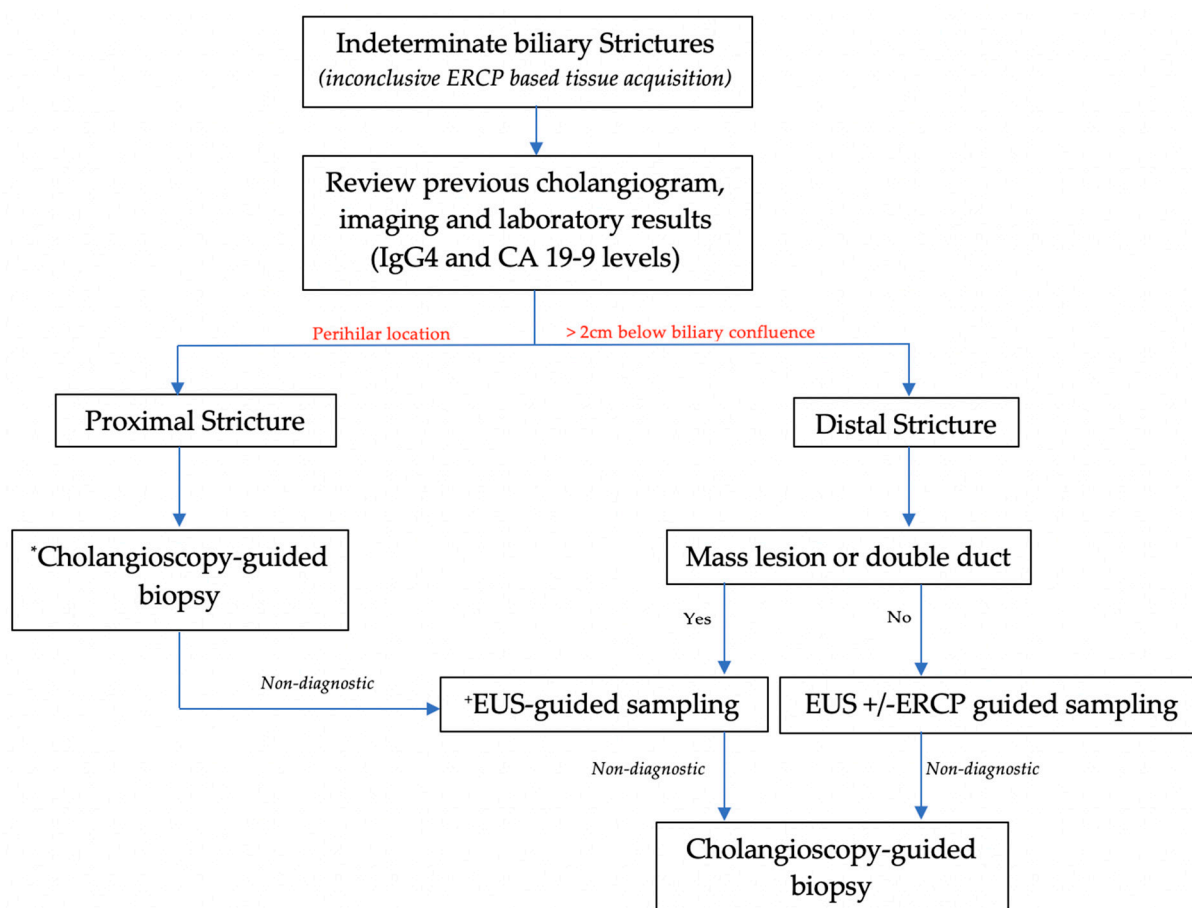 Indeterminate biliary Strictures
(inconclusive ERCP based tissue acquisition)
Review previous cholangiogram,
imaging and laboratory results
(IgG4 and CA 19-9 levels)
Perihilar location
> 2cm below biliary confluence
Proximal Stricture
Distal Stricture
*Cholangioscopy-guided
biopsy
Mass lesion or double duct
Yes
No
Non-diagnostic
+EUS-guided sampling
EUS +/-ERCP guided sampling
Non-diagnostic
Non-diagnostic
Cholangioscopy-guided
biopsy